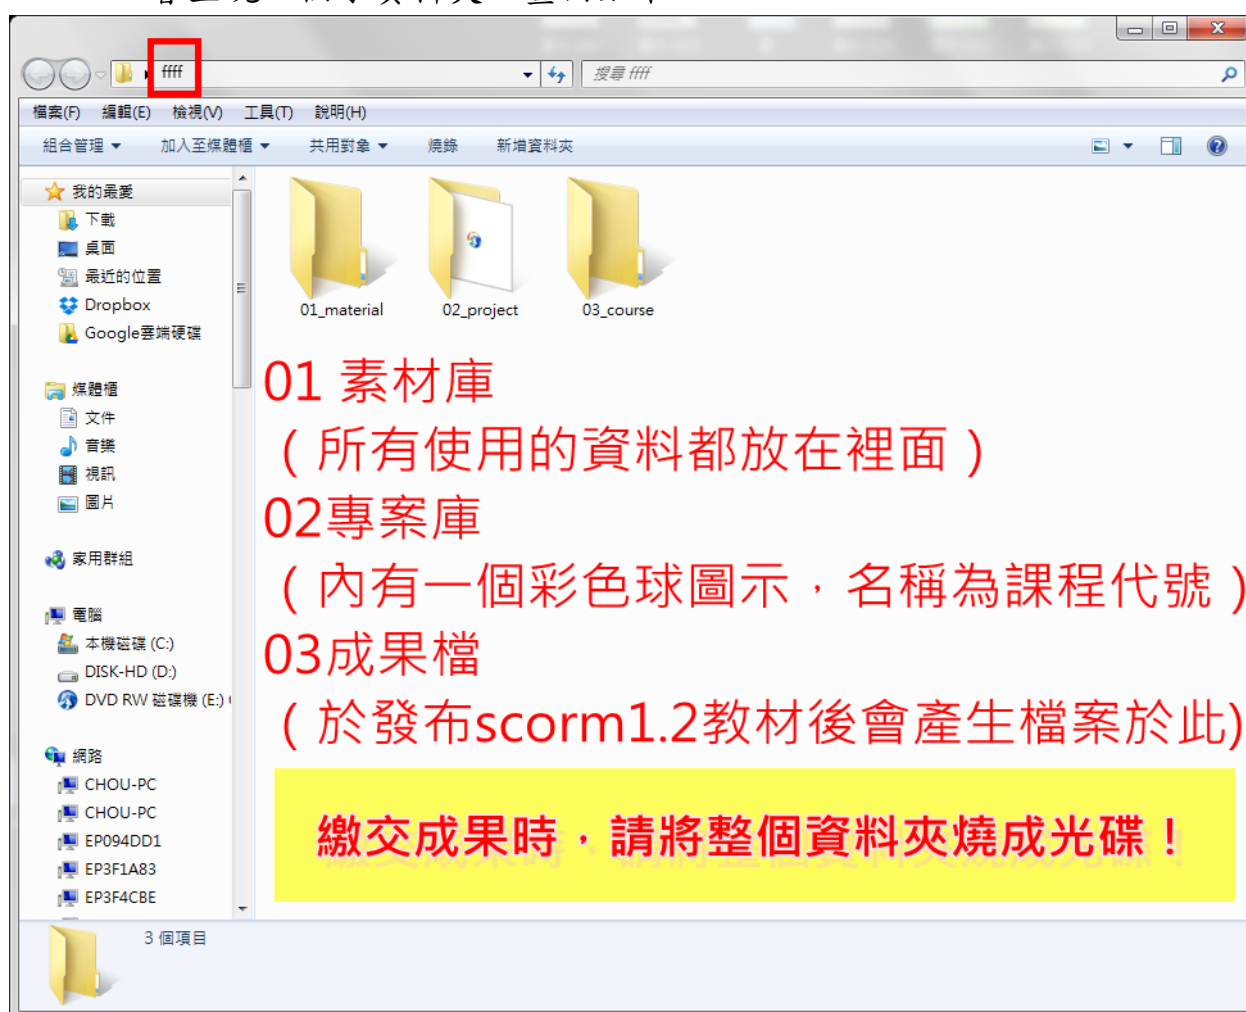 ffff
搜尋 ffff
檔案(F) 編輯(E) 檢視(V) 工具(T) 說明(H)
組合管理 加入至媒體櫃 共用對象 燒錄 新增資料夾
我的最愛
下載
桌面
最近的位置
Dropbox
Google雲端硬碟
媒體櫃
文件
音樂
視訊
圖片
家用群組
電腦
本機磁碟 (C:)
DISK-HD (D:)
DVD RW 磁碟機 (E:)
網路
CHOU-PC
CHOU-PC
EP094DD1
EP3F1A83
EP3F4CBE
01_material 02_project 03_course
01 素材庫
（所有使用的資料都放在裡面）
02專案庫
（內有一個彩色球圖示，名稱為課程代號）
03成果檔
（於發布scorm1.2教材後會產生檔案於此)
繳交成果時，請將整個資料夾燒成光碟！
3 個項目